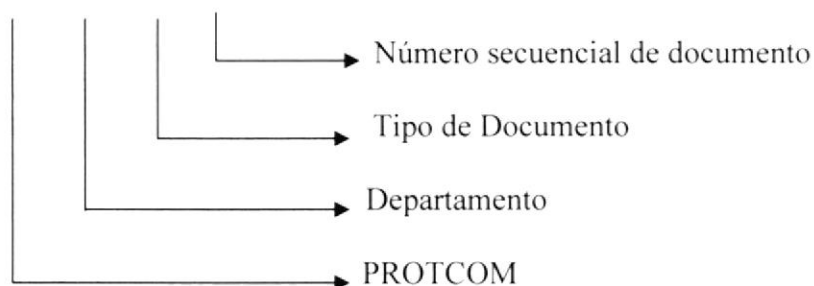 Número secuencial de documento
Tipo de Documento
Departamento
PROTCOM